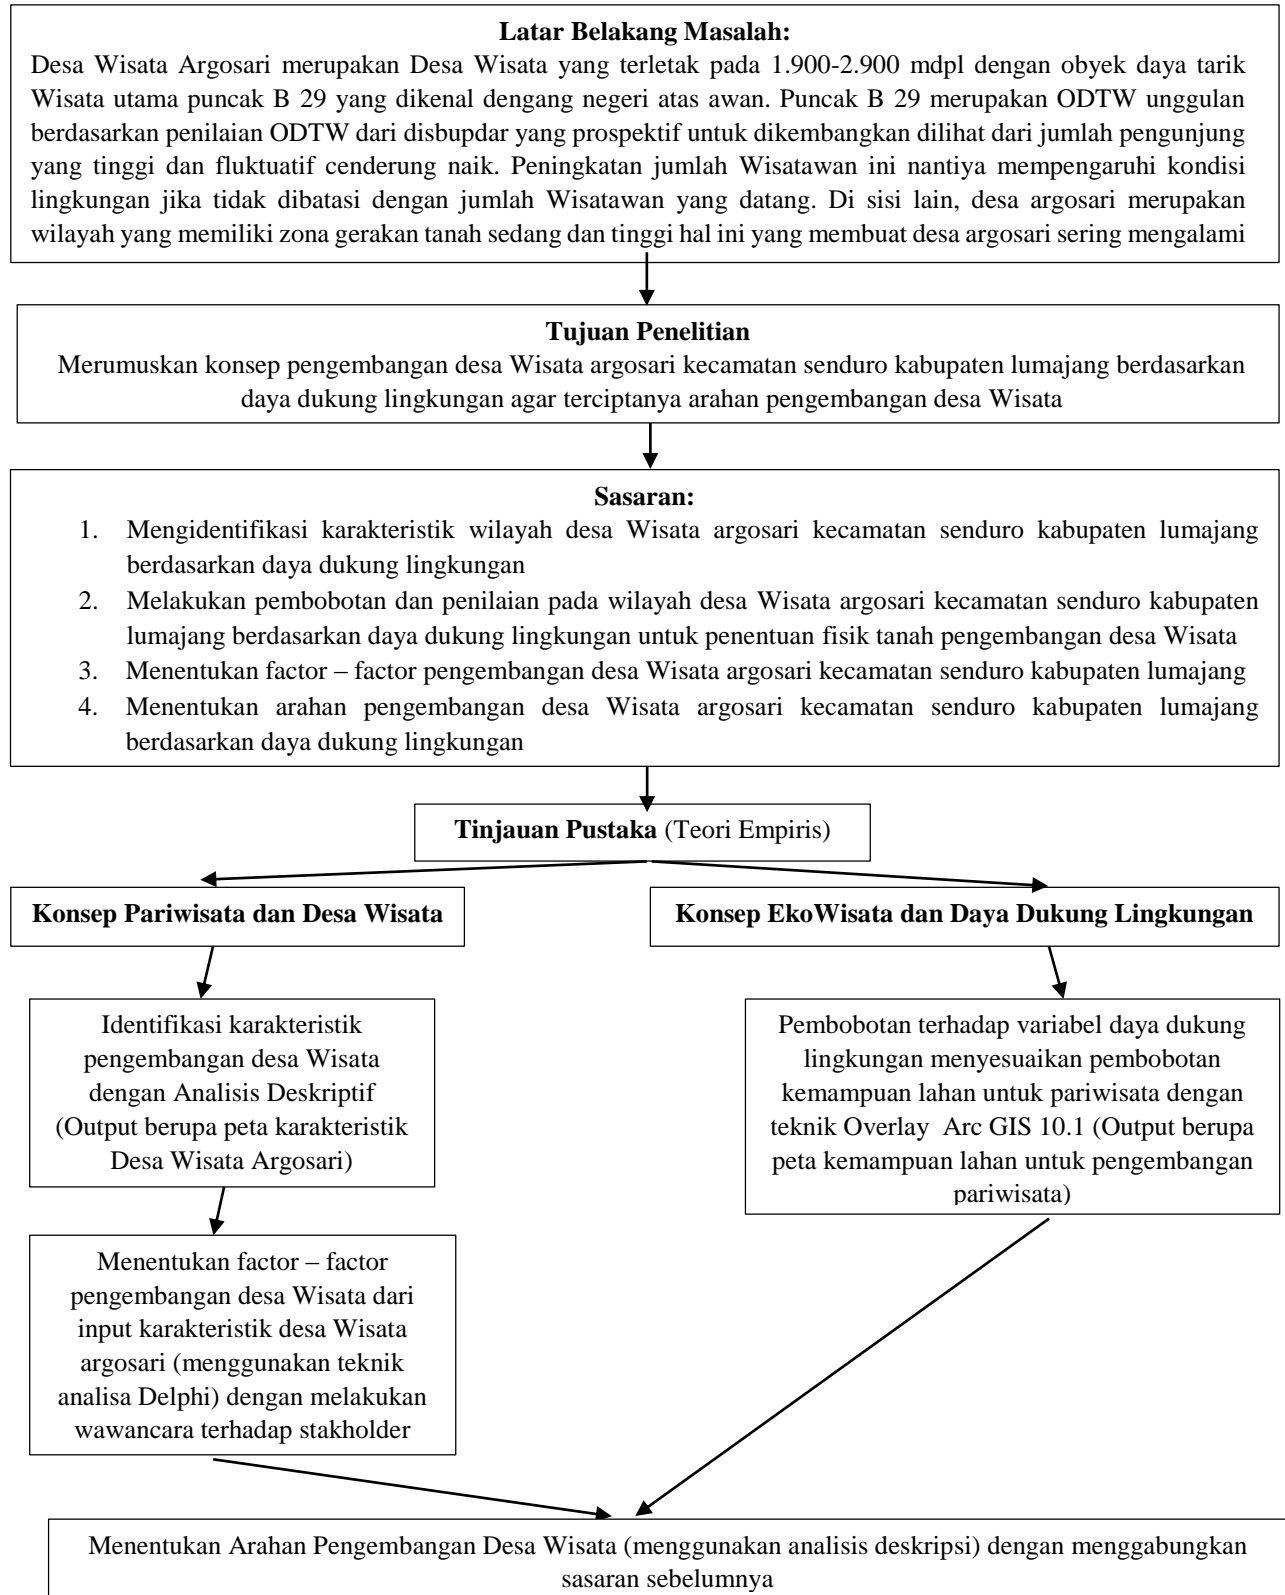 Latar Belakang Masalah:
Desa Wisata Argosari merupakan Desa Wisata yang terletak pada 1.900-2.900 mdpl dengan obyek daya tarik
Wisata utama puncak B 29 yang dikenal dengang negeri atas awan. Puncak B 29 merupakan ODTW unggulan
berdasarkan penilaian ODTW dari disbupdar yang prospektif untuk dikembangkan dilihat dari jumlah pengunjung
yang tinggi dan fluktuatif cenderung naik. Peningkatan jumlah Wisatawan ini nantiya mempengaruhi kondisi
lingkungan jika tidak dibatasi dengan jumlah Wisatawan yang datang. Di sisi lain, desa argosari merupakan
wilayah yang memiliki zona gerakan tanah sedang dan tinggi hal ini yang membuat desa argosari sering mengalami
Tujuan Penelitian
Merumuskan konsep pengembangan desa Wisata argosari kecamatan senduro kabupaten lumajang berdasarkan
daya dukung lingkungan agar terciptanya arahan pengembangan desa Wisata
Sasaran:
1. Mengidentifikasi karakteristik wilayah desa Wisata argosari kecamatan senduro kabupaten lumajang
berdasarkan daya dukung lingkungan
2. Melakukan pembobotan dan penilaian pada wilayah desa Wisata argosari kecamatan senduro kabupaten
lumajang berdasarkan daya dukung lingkungan untuk penentuan fisik tanah pengembangan desa Wisata
3. Menentukan factor – factor pengembangan desa Wisata argosari kecamatan senduro kabupaten lumajang
4. Menentukan arahan pengembangan desa Wisata argosari kecamatan senduro kabupaten lumajang
berdasarkan daya dukung lingkungan
Tinjauan Pustaka (Teori Empiris)
Konsep Pariwisata dan Desa Wisata
Konsep EkoWisata dan Daya Dukung Lingkungan
Identifikasi karakteristik
pengembangan desa Wisata
dengan Analisis Deskriptif
(Output berupa peta karakteristik
Desa Wisata Argosari)
Pembobotan terhadap variabel daya dukung
lingkungan menyesuaikan pembobotan
kemampuan lahan untuk pariwisata dengan
teknik Overlay Arc GIS 10.1 (Output berupa
peta kemampuan lahan untuk pengembangan
pariwisata)
Menentukan factor – factor
pengembangan desa Wisata dari
input karakteristik desa Wisata
argosari (menggunakan teknik
analisa Delphi) dengan melakukan
wawancara terhadap stakholder
Menentukan Arahan Pengembangan Desa Wisata (menggunakan analisis deskripsi) dengan menggabungkan
sasaran sebelumnya